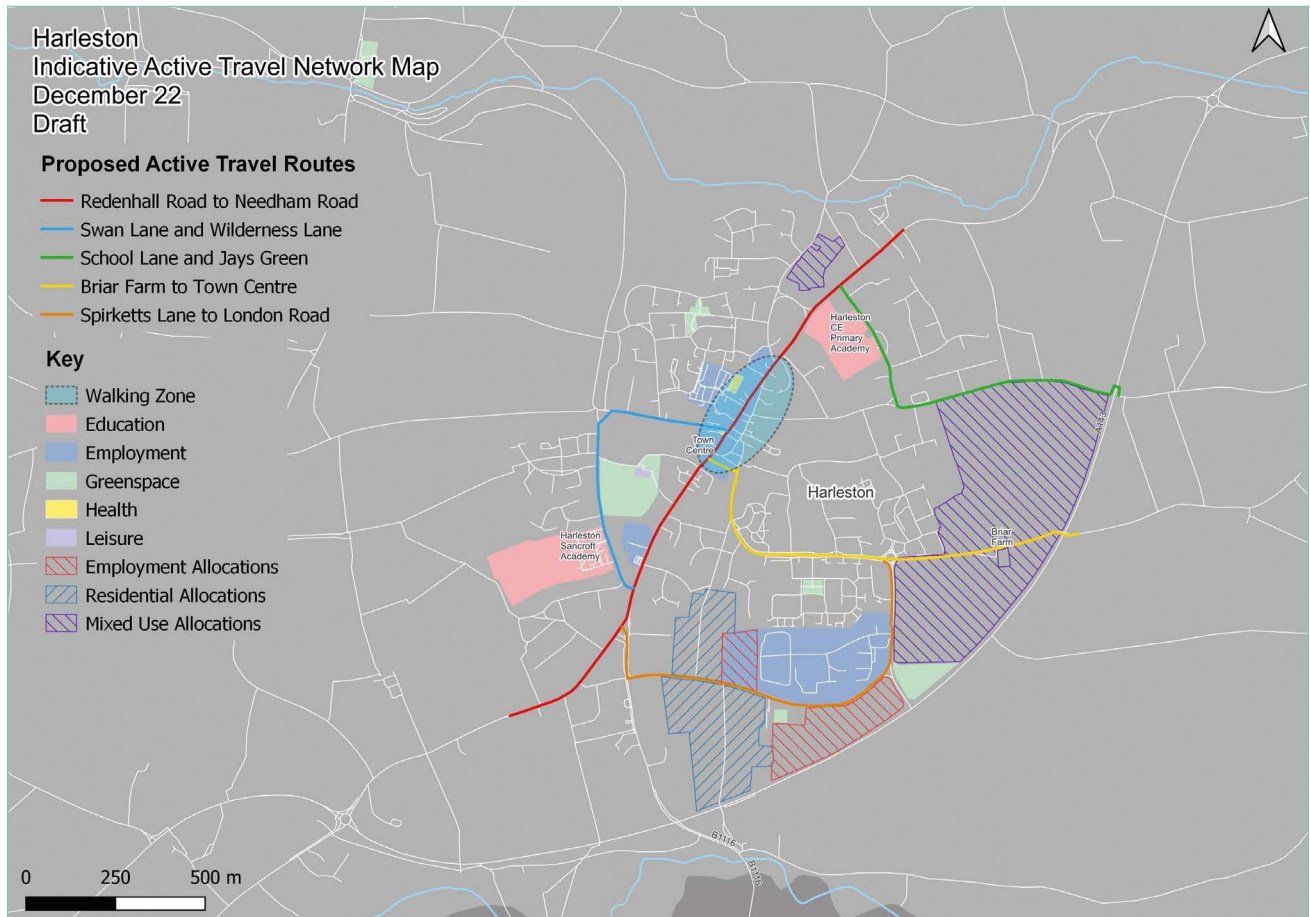 Harleston
Indicative Active Travel Network Map
December 22
Draft
Proposed Active Travel Routes
Redenhall Road to Needham Road
Swan Lane and Wilderness Lane
School Lane and Jays Green
Briar Farm to Town Centre
Spirketts Lane to London Road
Key
Walking Zone
Education
Employment
Greenspace
Health
Leisure
Employment Allocations
Residential Allocations
Mixed Use Allocations
Harleston
CE
Primary
Academy
A143
Town
Centre
Harleston
Briar
Farm
Harleston
Sancroft
Academy
B1116
B1116
0 250 500 m